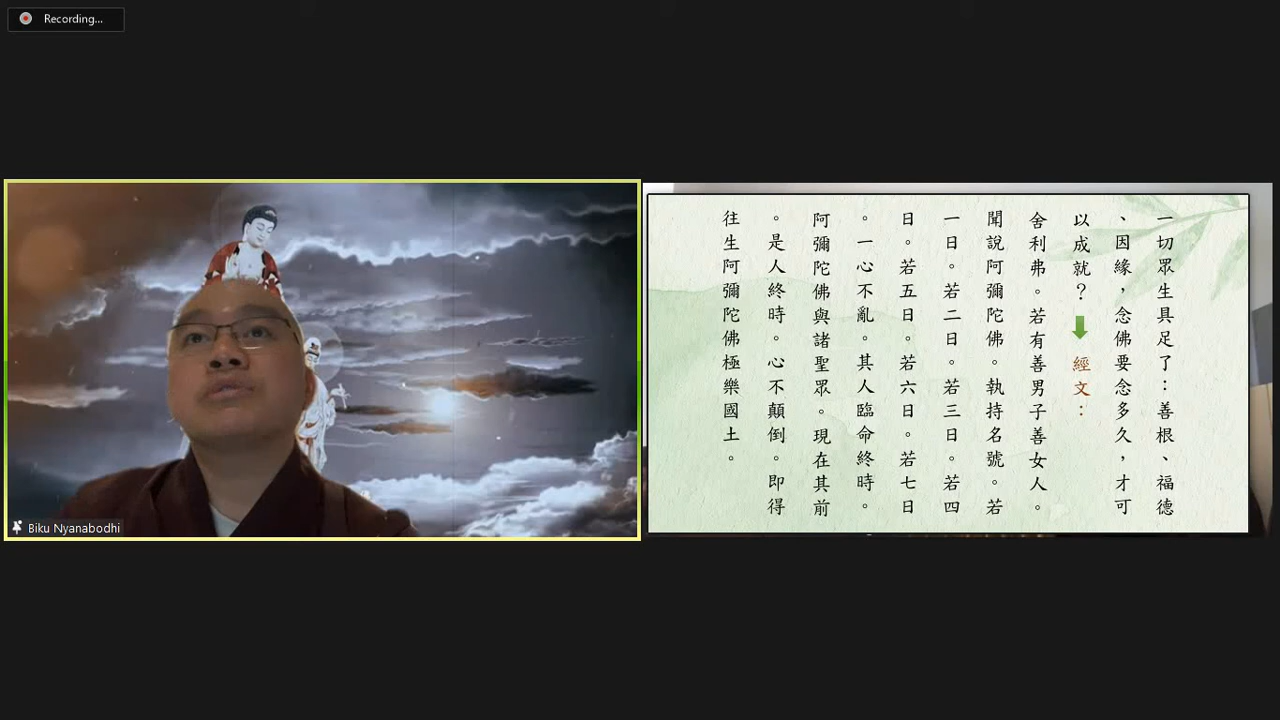 Recording...
Biku Nyanabodhi
一切眾生具足了：善根、福德
、因緣，念佛要念多久，才可
以成就？ 經文：
舍利弗。若有善男子善女人。
聞說阿彌陀佛。執持名號。若
一日。若二日。若三日。若四
日。若五日。若六日。若七日
。一心不亂。其人臨命終時。
阿彌陀佛與諸聖眾。現在其前
。是人終時。心不顛倒。即得
往生阿彌陀佛極樂國土。